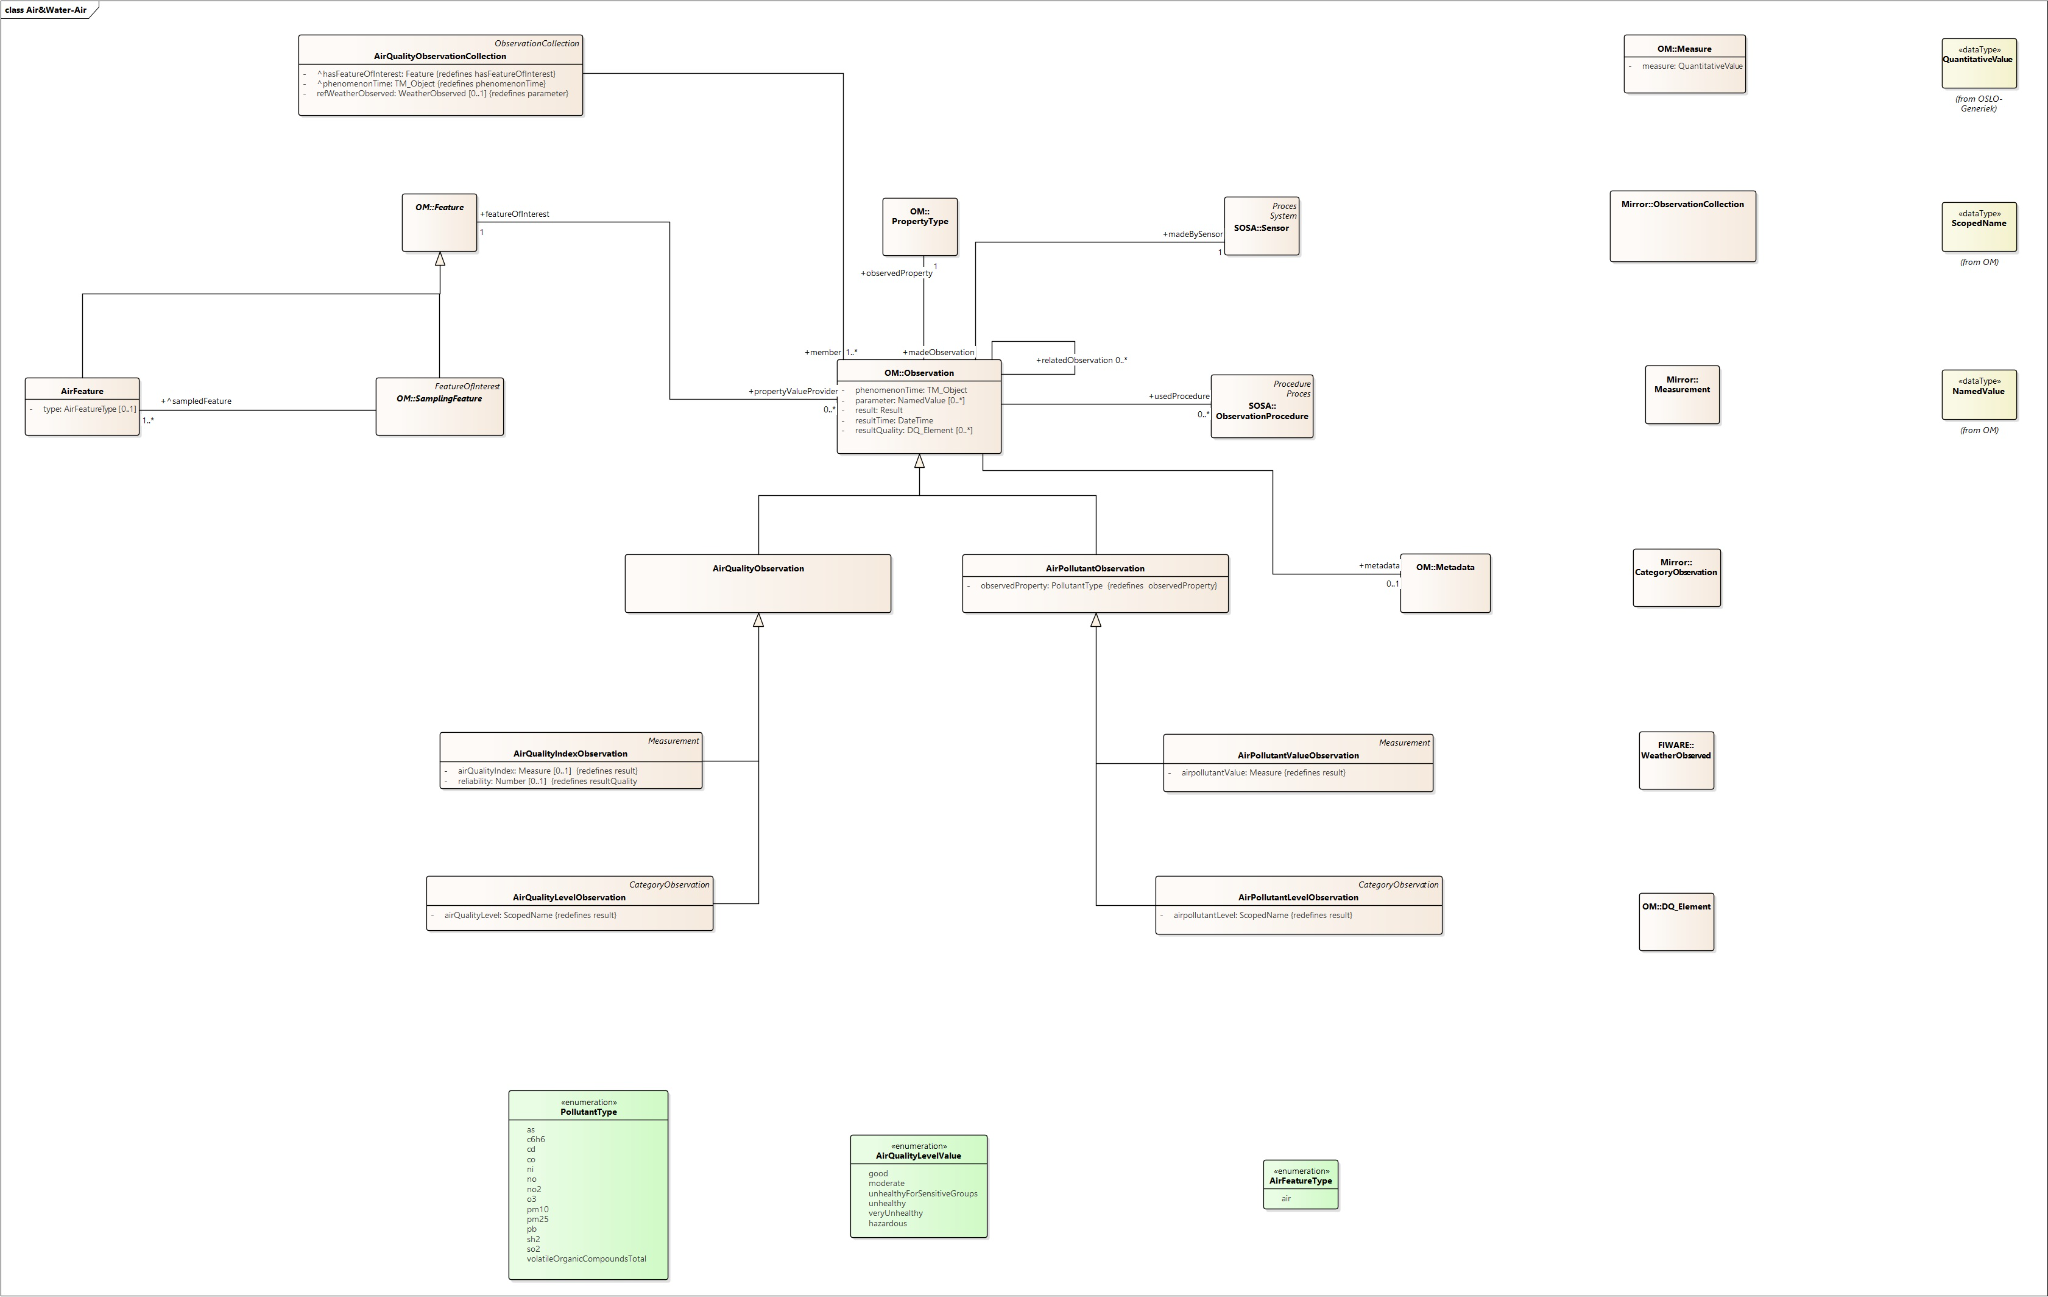 class Air&Water-Air
ObservationCollection
AirQualityObservationCollection
- ^hasFeatureOfInterest: Feature {redefines hasFeatureOfInterest}
- ^phenomenonTime: TM_Object {redefines phenomenonTime}
- refWeatherObserved: WeatherObserved [0..1] {redefines parameter}
OM::Measure
- measure: QuantitativeValue
«dataType»
QuantitativeValue
(from OSLO-
Generiek)
OM::Feature
+featureOfInterest
1
OM::
PropertyType
1
+observedProperty
Proces
System
SOSA::Sensor
+madeBySensor
1
Mirror::ObservationCollection
«dataType»
ScopedName
(from OM)
+member 1..*
+madeObservation
+relatedObservation 0..*
AirFeature
- type: AirFeatureType [0..1]
+^sampledFeature
1..*
FeatureOfInterest
OM::SamplingFeature
+propertyValueProvider
0..*
OM::Observation
- phenomenonTime: TM_Object
- parameter: NamedValue [0..*]
- result: Result
- resultTime: DateTime
- resultQuality: DQ_Element [0..*]
+usedProcedure
0..*
Procedure
Proces
SOSA::
ObservationProcedure
Mirror::
Measurement
«dataType»
NamedValue
(from OM)
AirQualityObservation
AirPollutantObservation
- observedProperty: PollutantType {redefines observedProperty}
+metadata
0..1
OM::Metadata
Mirror::
CategoryObservation
Measurement
AirQualityIndexObservation
- airQualityIndex: Measure [0..1] {redefines result}
- reliability: Number [0..1] {redefines resultQuality
Measurement
AirPollutantValueObservation
- airpollutantValue: Measure {redefines result}
FIWARE::
WeatherObserved
CategoryObservation
AirQualityLevelObservation
- airQualityLevel: ScopedName {redefines result}
CategoryObservation
AirPollutantLevelObservation
- airpollutantLevel: ScopedName {redefines result}
OM::DQ_Element
«enumeration»
PollutantType
as
c6h6
cd
co
ni
no
no2
o3
pm10
pm25
pb
sh2
so2
volatileOrganicCompoundsTotal
«enumeration»
AirQualityLevelValue
good
moderate
unhealthyForSensitiveGroups
unhealthy
veryUnhealthy
hazardous
«enumeration»
AirFeatureType
air